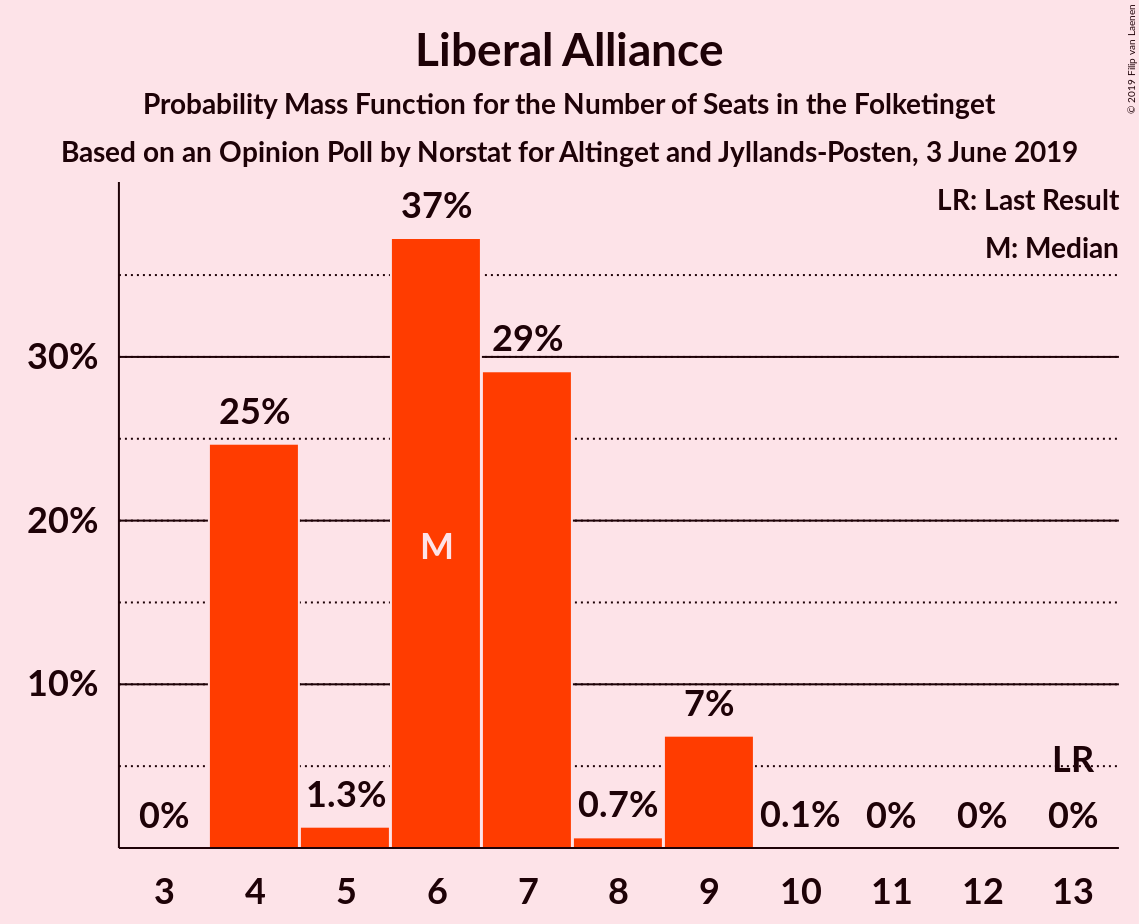 Liberal Alliance
Probability Mass Function for the Number of Seats in the Folketinget
Based on an Opinion Poll by Norstat for Altinget and Jyllands-Posten, 3 June 2019
© 2019 Filip van Laenen
LR: Last Result
M: Median
30%
20%
10%
0%
25%
1.3%
37%
M
29%
0.7%
7%
0.1%
0%
0%
LR
0%
3 4 5 6 7 8 9 10 11 12 13